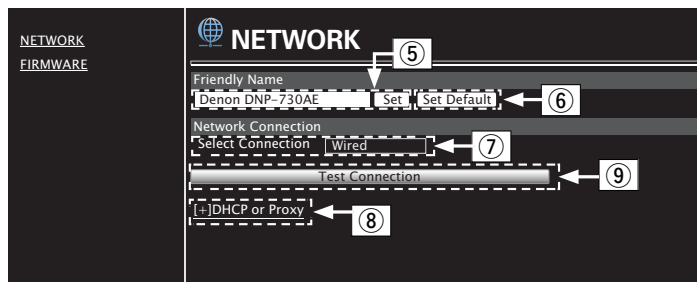 NETWORK
FIRMWARE
NETWORK
⑤
Friendly Name
Denon DNP-730AE Set Set Default ⑥
Network Connection
Select Connection Wired ⑦
Test Connection ⑨
[+]DHCP or Proxy ⑧